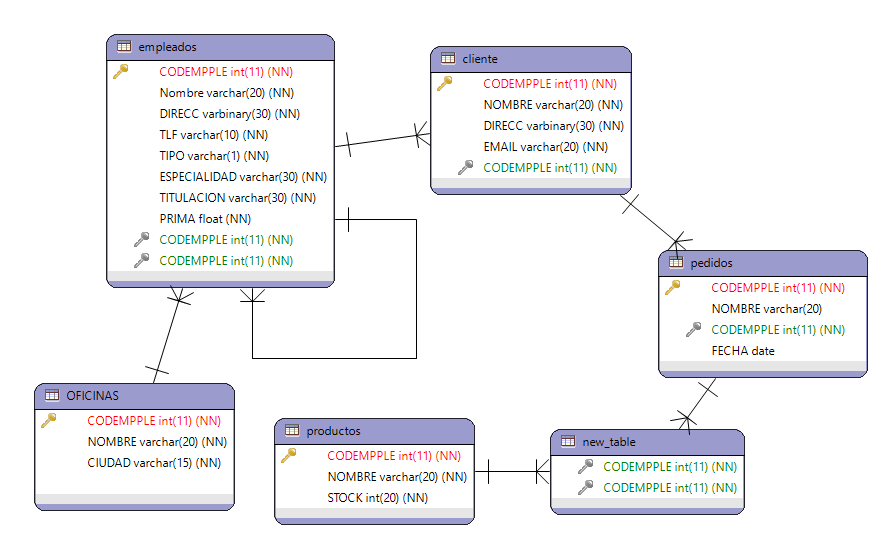 empleados
CODEMPPLE int(11) (NN)
Nombre varchar(20) (NN)
DIRECC varbinary(30) (NN)
TLF varchar(10) (NN)
TIPO varchar(1) (NN)
ESPECIALIDAD varchar(30) (NN)
TITULACION varchar(30) (NN)
PRIMA float (NN)
CODEMPPLE int(11) (NN)
CODEMPPLE int(11) (NN)
cliente
CODEMPPLE int(11) (NN)
NOMBRE varchar(20) (NN)
DIRECC varbinary(30) (NN)
EMAIL varchar(20) (NN)
CODEMPPLE int(11) (NN)
pedidos
CODEMPPLE int(11) (NN)
NOMBRE varchar(20)
CODEMPPLE int(11) (NN)
FECHA date
OFICINAS
CODEMPPLE int(11) (NN)
NOMBRE varchar(20) (NN)
CIUDAD varchar(15) (NN)
productos
CODEMPPLE int(11) (NN)
NOMBRE varchar(20) (NN)
STOCK int(20) (NN)
new_table
CODEMPPLE int(11) (NN)
CODEMPPLE int(11) (NN)